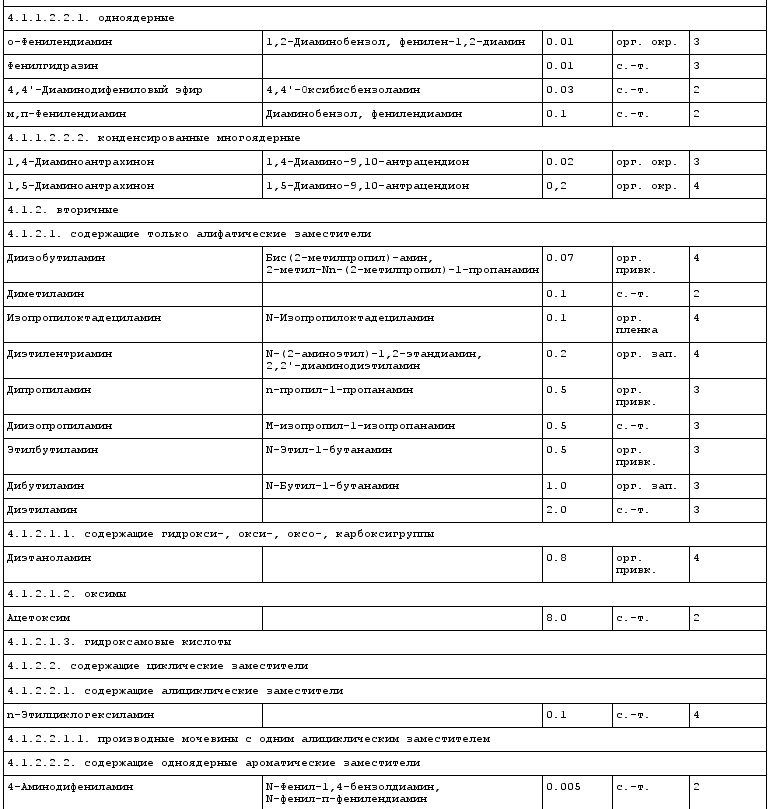 4.1.1.2.2.1. одноядерные
о-Фенилендиамин 1,2-Диаминобензол, фенилен-1,2-диамин 0.01 орг. окр. 3
Фенилгидразин 0.01 с.-т. 3
4,4'-Диаминодифениловый эфир 4,4'-Оксибисбензоламин 0.03 с.-т. 2
м,п-Фенилендиамин Диаминобензол, фенилендиамин 0.1 с.-т. 2
4.1.1.2.2.2. конденсированные многоядерные
1,4-Диаминоантрахинон 1,4-Диамино-9,10-антрацендион 0.02 орг. окр. 3
1,5-Диаминоантрахинон 1,5-Диамино-9,10-антрацендион 0,2 орг. окр. 4
4.1.2. вторичные
4.1.2.1. содержащие только алифатические заместители
Диизобутиламин Бис(2-метилпропил)-амин, 0.07 орг. 4
2-метил-Nn-(2-метилпропил)-1-пропанамин привк.
Диметиламин 0.1 с.-т. 2
Изопропилоктадециламин N-Изопропилоктадециламин 0.1 орг. 4
пленка
Диэтилентриамин N-(2-аминоэтил)-1,2-этандиамин, 0.2 орг. зап. 4
2,2'-диаминодиэтиламин
Дипропиламин n-пропил-1-пропанамин 0.5 орг. 3
привк.
Диизопропиламин М-изопропил-1-изопропанамин 0.5 с.-т. 3
Этилбутиламин N-Этил-1-бутанамин 0.5 орг. 3
привк.
Дибутиламин N-Бутил-1-бутанамин 1.0 орг. зап. 3
Диэтиламин 2.0 с.-т. 3
4.1.2.1.1. содержащие гидрокси-, окси-, оксо-, карбоксигруппы
Диэтаноламин 0.8 орг. 4
привк.
4.1.2.1.2. оксимы
Ацетоксим 8.0 с.-т. 2
4.1.2.1.3. гидроксамовые кислоты
4.1.2.2. содержащие циклические заместители
4.1.2.2.1. содержащие алициклические заместители
n-Этилциклогексиламин 0.1 с.-т. 4
4.1.2.2.1.1. производные мочевины с одним алициклическим заместителем
4.1.2.2.2. содержащие одноядерные ароматические заместители
4-Аминодифениламин N-Фенил-1,4-бензолдиамин, 0.005 с.-т. 2
N-фенил-п-фенилендиамин